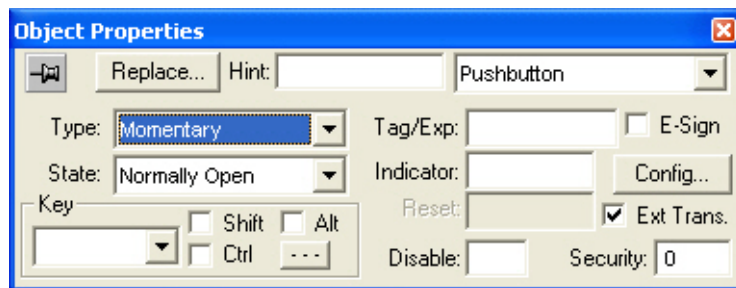 Object Properties
Replace... Hint: Pushbutton
Type: Momentary Tag/Exp: E-Sign
State: Normally Open Indicator: Config...
Key Shift Alt Reset: Ext Trans.
Ctrl --- Disable: Security: 0